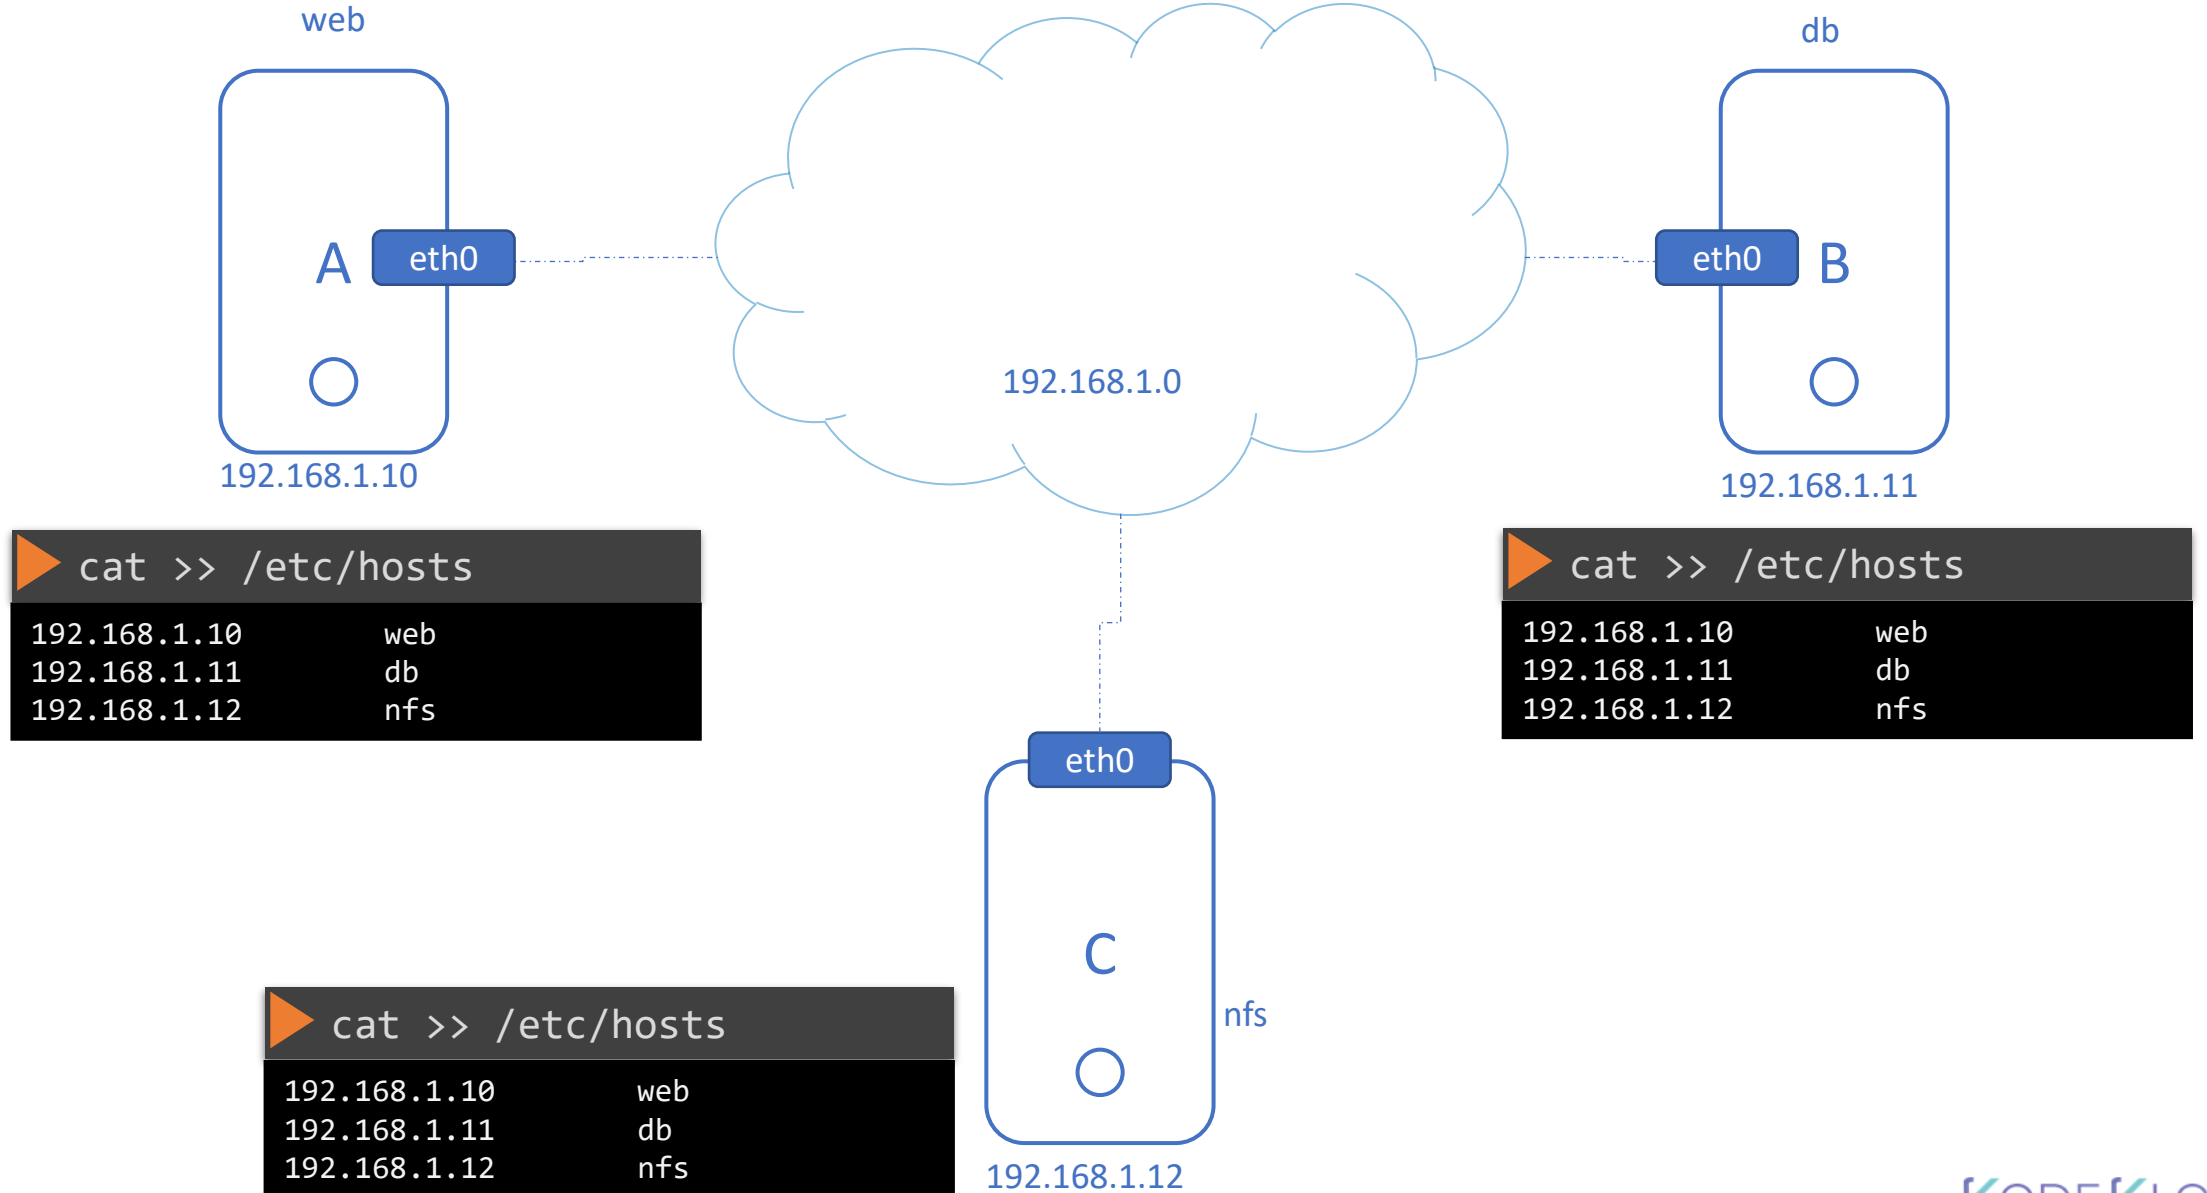 web
db
A
eth0
eth0
B
192.168.1.0
192.168.1.10
192.168.1.11
cat >> /etc/hosts
192.168.1.10 web
192.168.1.11 db
192.168.1.12 nfs
cat >> /etc/hosts
192.168.1.10 web
192.168.1.11 db
192.168.1.12 nfs
eth0
C
nfs
cat >> /etc/hosts
192.168.1.10 web
192.168.1.11 db
192.168.1.12 nfs
192.168.1.12